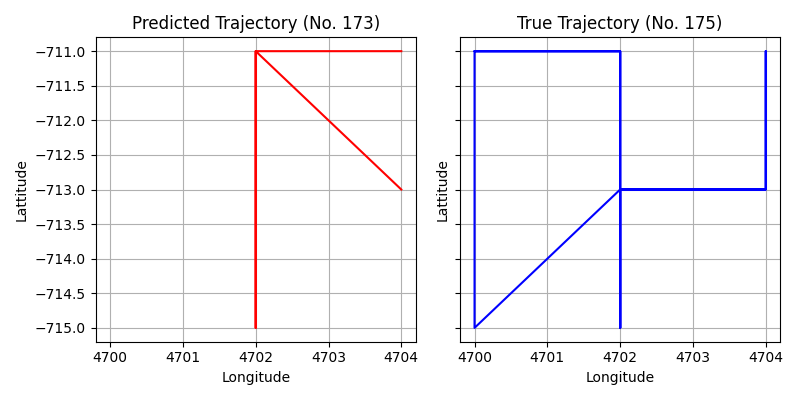 Predicted Trajectory (No. 173)
True Trajectory (No. 175)
−711.0
−711.5
−712.0
−712.5
−713.0
−713.5
−714.0
−714.5
−715.0
Lattitude
Lattitude
4700 4701 4702 4703 4704
4700 4701 4702 4703 4704
Longitude
Longitude